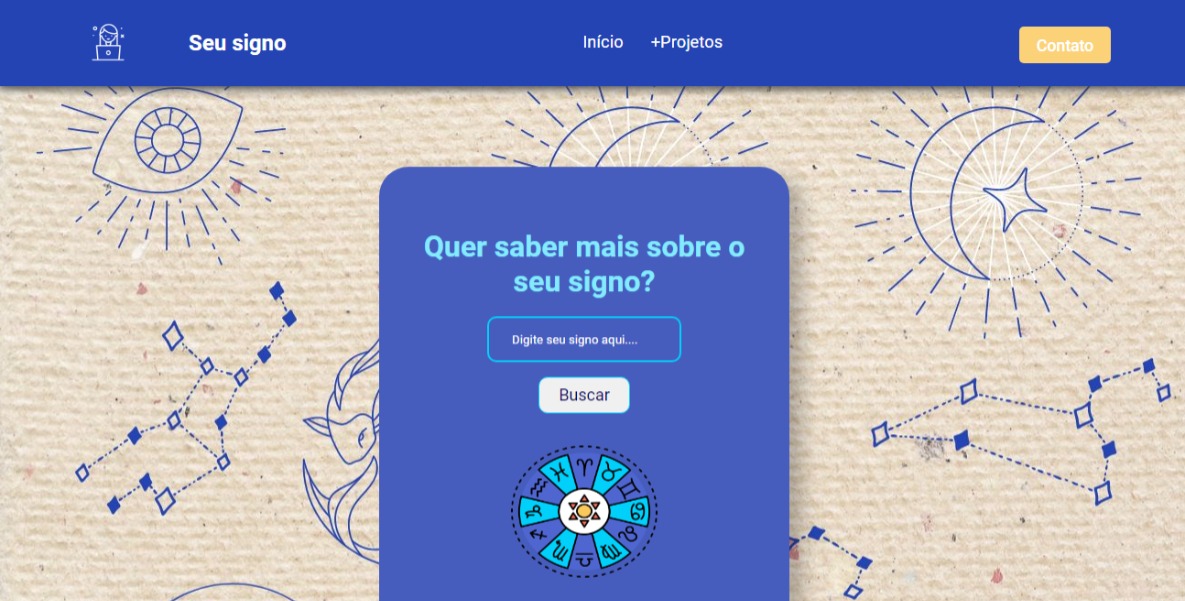 Seu signo
Início
+Projetos
Contato
Quer saber mais sobre o
seu signo?
Digite seu signo aqui....
Buscar